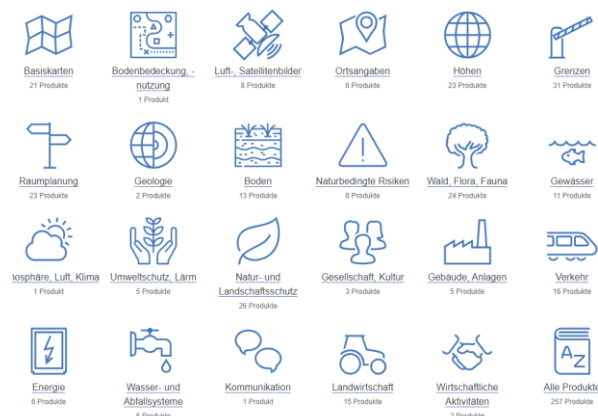 Basiskarten
21 Produkte
Bodenbedeckung, -
nutzung
1 Produkt
Luft-, Satellitenbilder
8 Produkte
Ortsangaben
6 Produkte
Höhen
23 Produkte
Grenzen
31 Produkte
Raumplanung
23 Produkte
Geologie
2 Produkte
Boden
13 Produkte
Naturbedingte Risiken
8 Produkte
Wald, Flora, Fauna
24 Produkte
Gewässer
11 Produkte
nosphäre, Luft, Klima
1 Produkt
Umweltschutz, Lärm
5 Produkte
Natur- und
Landschaftsschutz
26 Produkte
Gesellschaft, Kultur
3 Produkte
Gebäude, Anlagen
5 Produkte
Verkehr
16 Produkte
Energie
6 Produkte
Wasser- und
Abfallsysteme
Kommunikation
1 Produkt
Landwirtschaft
15 Produkte
Wirtschaftliche
Aktivitäten
AZ
Alle Produkte
257 Produkte